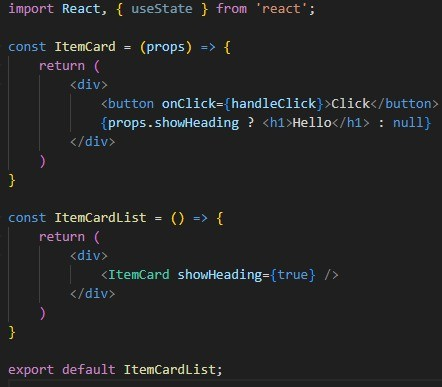 import React, { useState } from 'react';
const ItemCard = (props) => {
return (
<div>
<button onClick={handleClick}>Click</button>
{props.showHeading ? <h1>Hello</h1> : null}
</div>
)
}
const ItemCardList = () => {
return (
<div>
<ItemCard showHeading={true} />
</div>
)
}
export default ItemCardList;